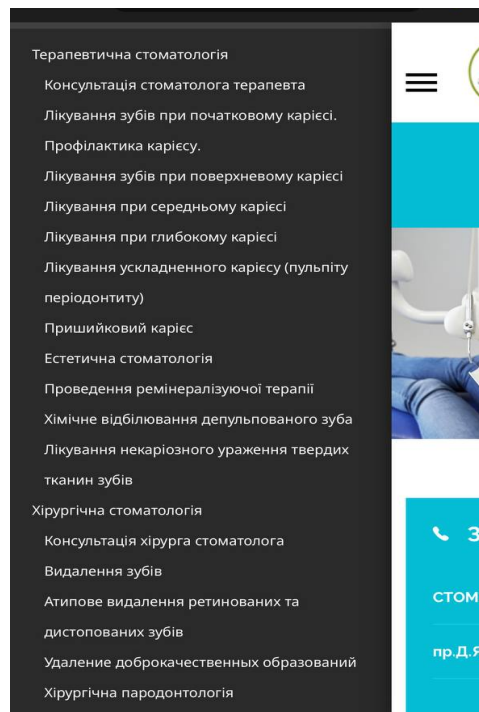 Терапевтична стоматологія
Консультація стоматолога терапевта
Лікування зубів при початковому карієсі.
Профілактика карієсу.
Лікування зубів при поверхневому карієсі
Лікування при середньому карієсі
Лікування при глибокому карієсі
Лікування ускладненного карієсу (пульпіту
періодонтиту)
Пришийковий карієс
Естетична стоматологія
Проведення ремінералізуючої терапії
Хімічне відбілювання депульпованого зуба
Лікування некаріозного ураження твердих
тканин зубів
Хірургічна стоматологія
Консультація хірурга стоматолога
Видалення зубів
Атипове видалення ретинованих та
дистопованих зубів
Удаление доброкачественных образований
Хірургічна пародонтологія
З
СТОМ
пр.Д.Я